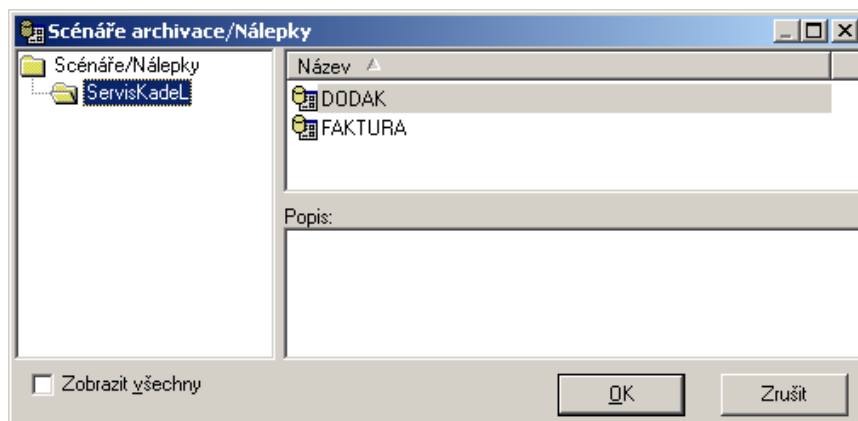 Scénáře archivace/Nálepky
Scénáře/Nálepky
ServisKadeL
Název
DODAK
FAKTURA
Popis:
Zobrazit všechny
OK
Zrušit